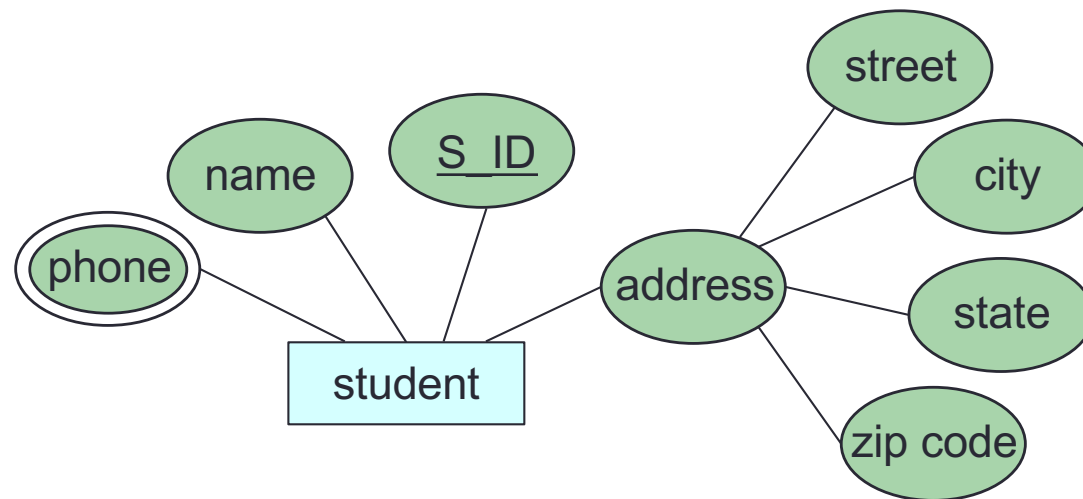 street
S_ID
name
city
phone
address
state
student
zip code